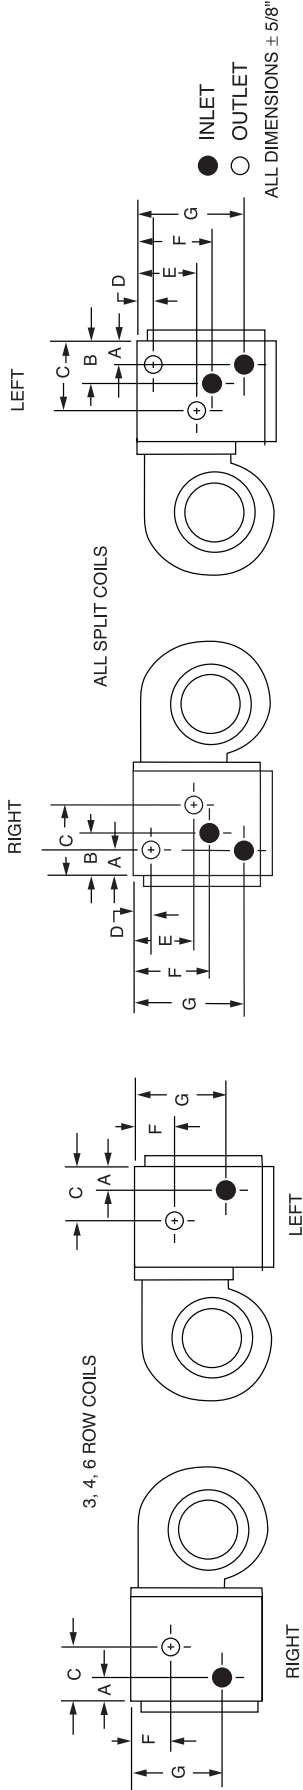 3, 4, 6 ROW COILS
C
A
F
G
RIGHT
C
A
F
G
LEFT
ALL SPLIT COILS
RIGHT
C
B
A
D
E
F
G
LEFT
C
B
A
D
E
F
G
INLET
OUTLET
ALL DIMENSIONS ± 5/8"